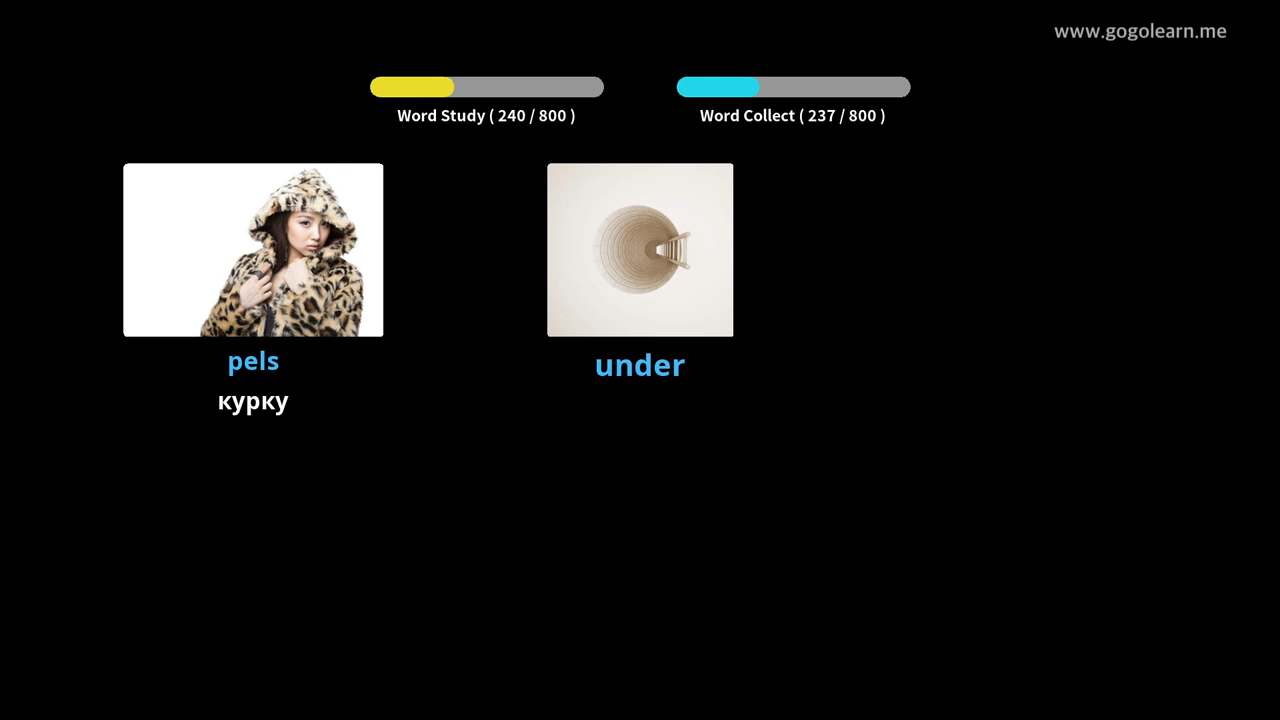 www.gogolearn.me
Word Study ( 240 / 800 )
Word Collect ( 237 / 800 )
pels
курку
under